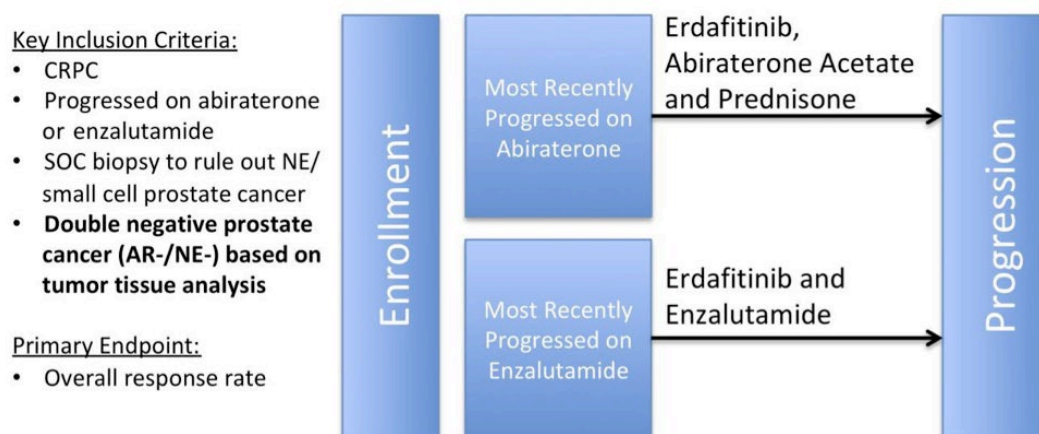 Key Inclusion Criteria:
• CRPC
• Progressed on abiraterone
or enzalutamide
• SOC biopsy to rule out NE/
small cell prostate cancer
• Double negative prostate
cancer (AR-/NE-) based on
tumor tissue analysis
Primary Endpoint:
• Overall response rate
Enrollment
Most Recently
Progressed on
Abiraterone
Erdafitinib,
Abiraterone Acetate
and Prednisone
Most Recently
Progressed on
Enzalutamide
Erdafitinib and
Enzalutamide
Progression